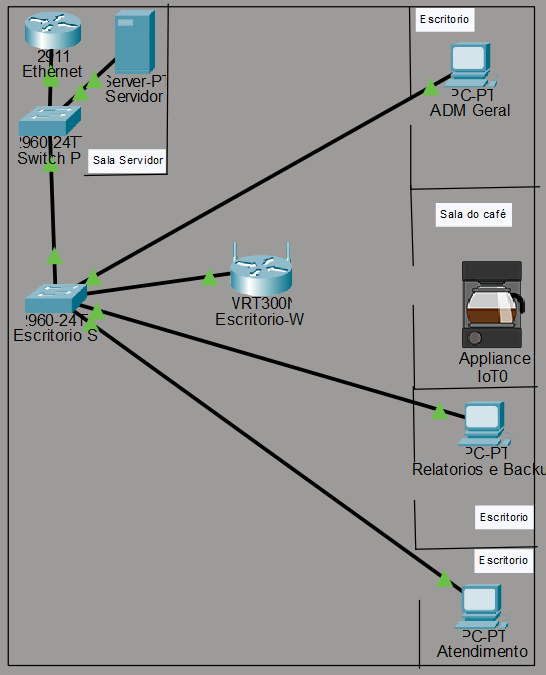 2911
Ethernet
Server-PT
Servidor
2960-24TT
Switch P
Sala Servidor
Escritorio
PC-PT
ADM Geral
Sala do café
WRT300N
Escritorio-W
2960-24TT
Escritorio S
Appliance
IoT0
PC-PT
Relatorios e Backu
Escritorio
Escritorio
PC-PT
Atendimento